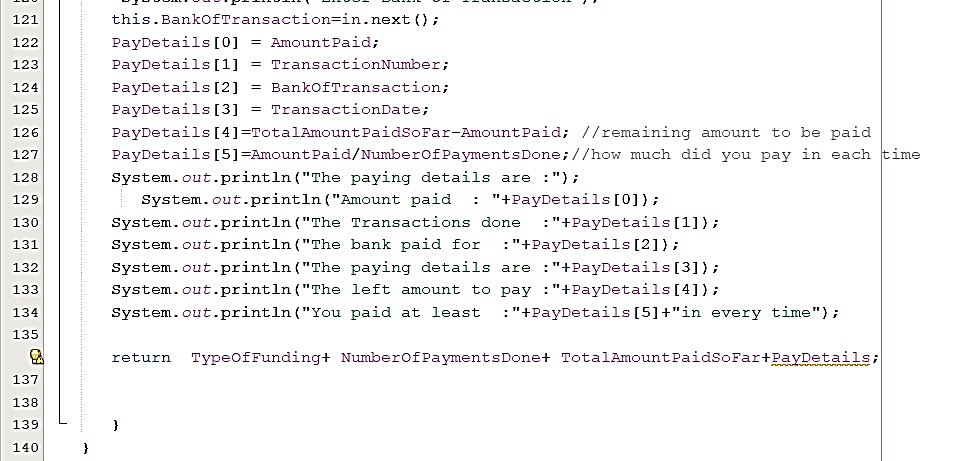 121 this.BankOfTransaction=in.next();
122 PayDetails[0] = AmountPaid;
123 PayDetails[1] = TransactionNumber;
124 PayDetails[2] = BankOfTransaction;
125 PayDetails[3] = TransactionDate;
126 PayDetails[4]=TotalAmountPaidSoFar-AmountPaid; //remaining amount to be paid
127 PayDetails[5]=AmountPaid/NumberOfPaymentsDone;//how much did you pay in each time
128 System.out.println("The paying details are :");
129 System.out.println("Amount paid  : "+PayDetails[0]);
130 System.out.println("The Transactions done  :"+PayDetails[1]);
131 System.out.println("The bank paid for  :"+PayDetails[2]);
132 System.out.println("The paying details are :"+PayDetails[3]);
133 System.out.println("The left amount to pay :"+PayDetails[4]);
134 System.out.println("You paid at least  :"+PayDetails[5]+"in every time");
135
return  TypeOfFunding+ NumberOfPaymentsDone+ TotalAmountPaidSoFar+PayDetails;
137
138
139 }
140 }